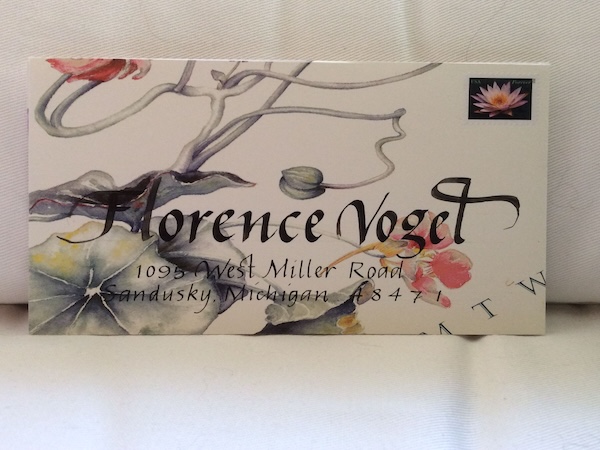 Florence Vogel
1095 West Miller Road
Sandusky, Michigan 48471
M T W